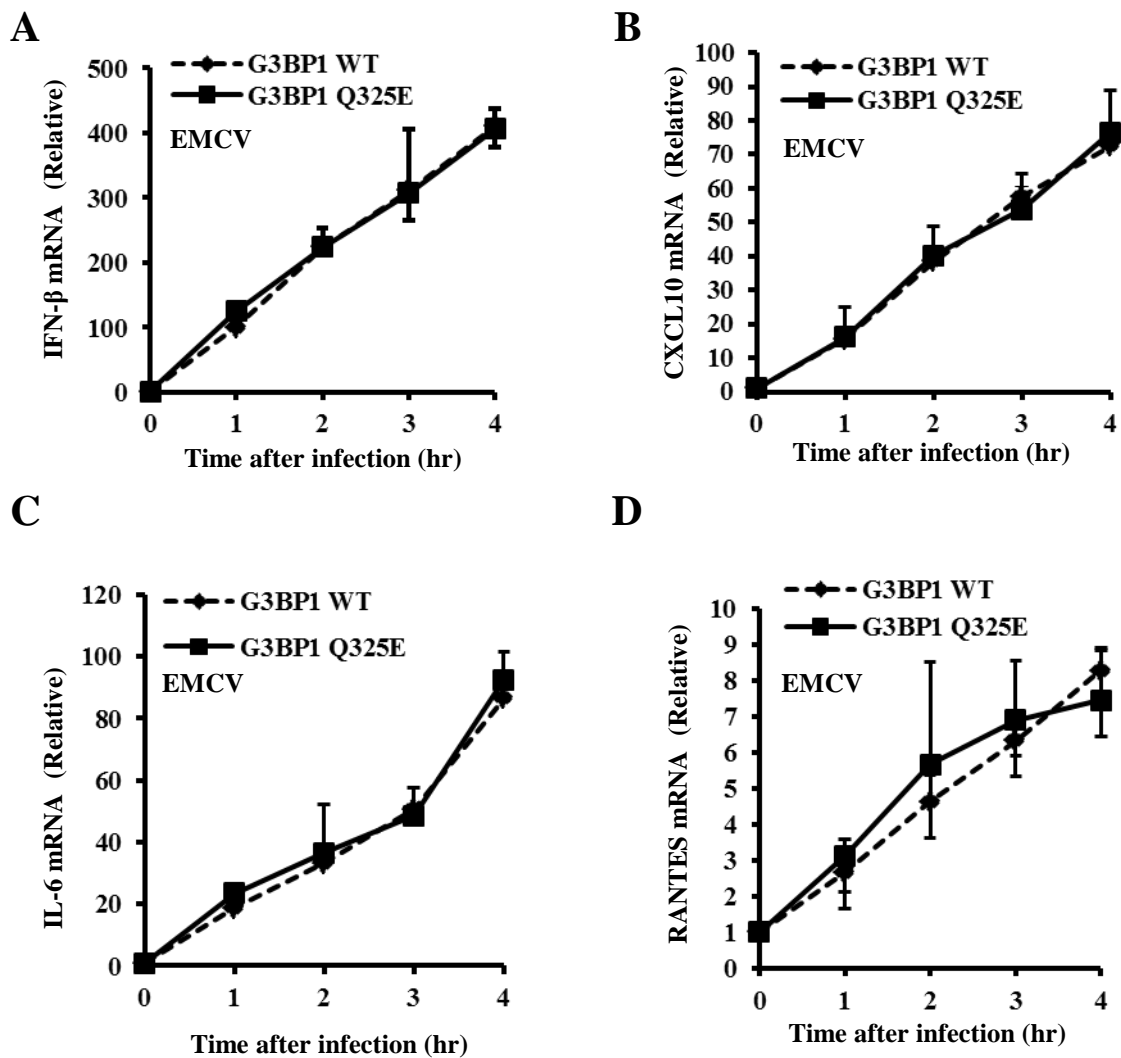 A
IFN-β mRNA (Relative)
500
400
300
200
100
0
G3BP1 WT
G3BP1 Q325E
EMCV
0 1 2 3 4
Time after infection (hr)
B
CXCL10 mRNA (Relative)
100
90
80
70
60
50
40
30
20
10
0
G3BP1 WT
G3BP1 Q325E
EMCV
0 1 2 3 4
Time after infection (hr)
C
IL-6 mRNA (Relative)
120
100
80
60
40
20
0
G3BP1 WT
G3BP1 Q325E
EMCV
0 1 2 3 4
Time after infection (hr)
D
RANTES mRNA (Relative)
10
9
8
7
6
5
4
3
2
1
0
G3BP1 WT
G3BP1 Q325E
EMCV
0 1 2 3 4
Time after infection (hr)